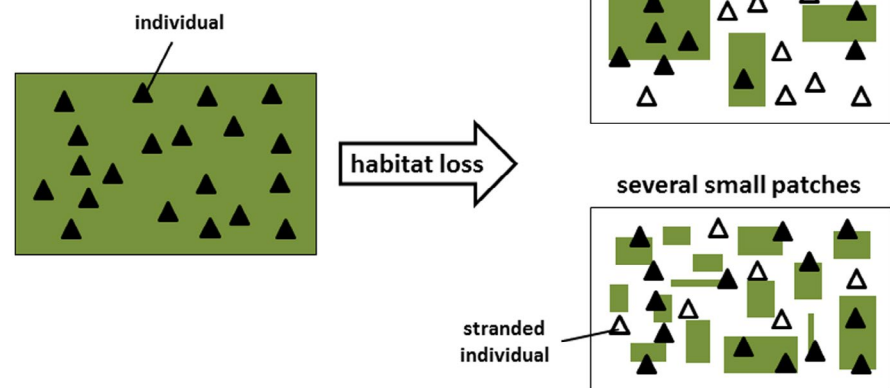 individual
habitat loss
several small patches
stranded
individual